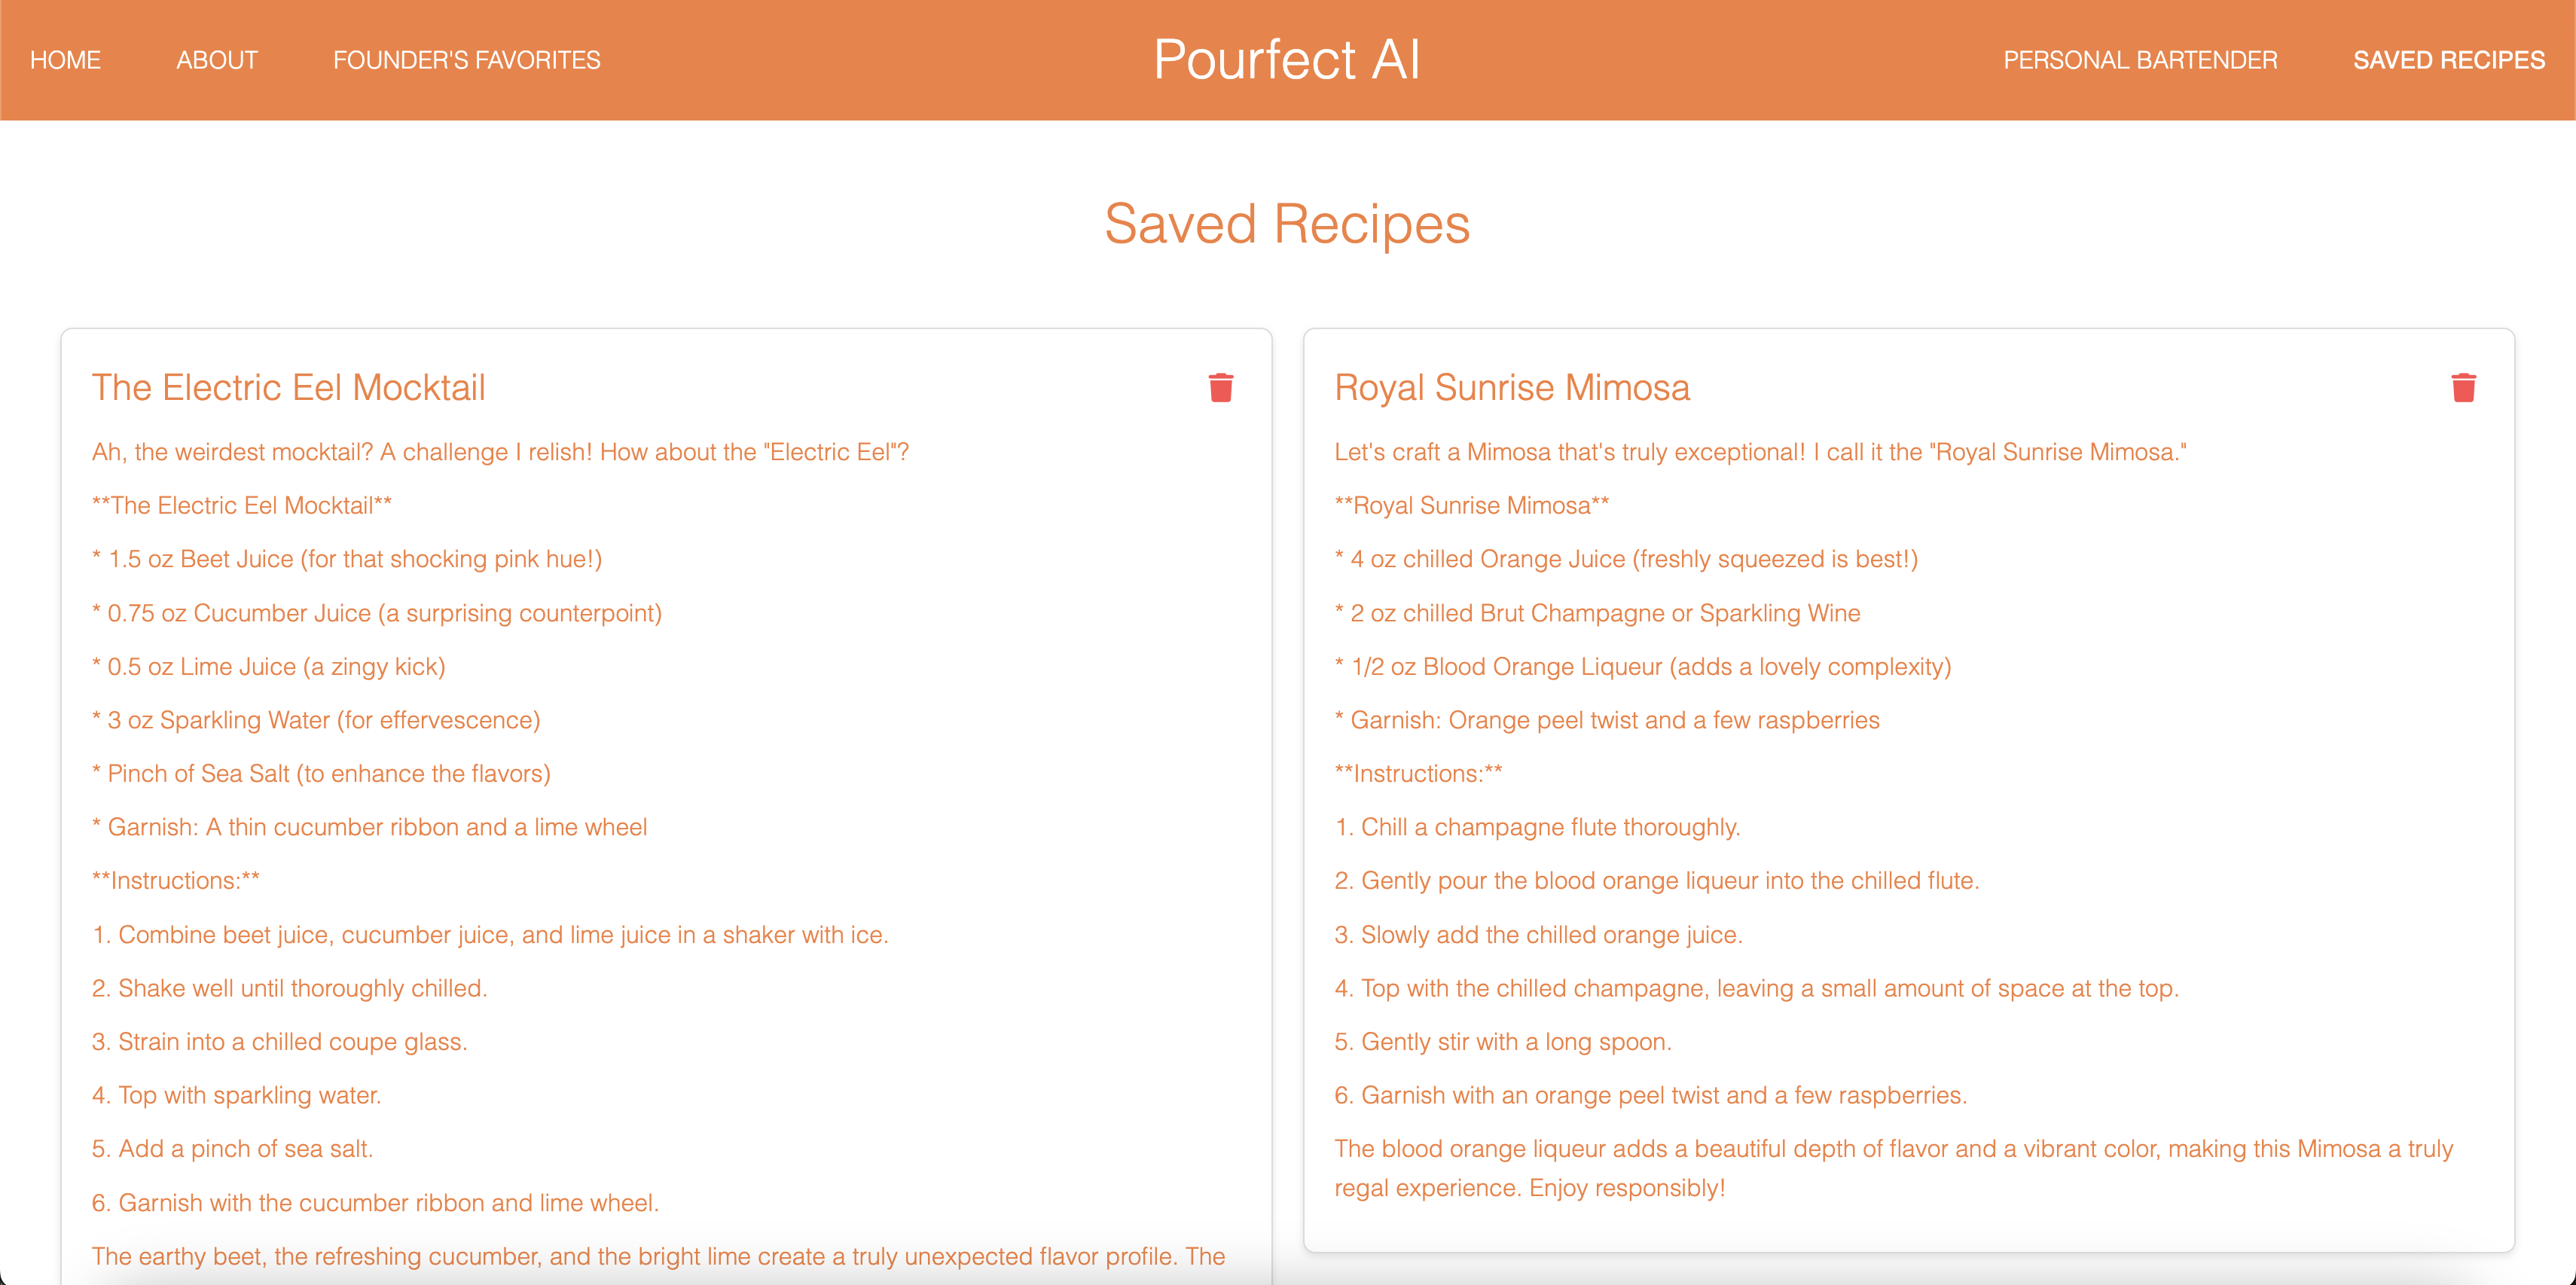 HOME
ABOUT
FOUNDER'S FAVORITES
Pourfect AI
PERSONAL BARTENDER
SAVED RECIPES
Saved Recipes
The Electric Eel Mocktail
Ah, the weirdest mocktail? A challenge I relish! How about the "Electric Eel"?
**The Electric Eel Mocktail**
* 1.5 oz Beet Juice (for that shocking pink hue!)
* 0.75 oz Cucumber Juice (a surprising counterpoint)
* 0.5 oz Lime Juice (a zingy kick)
* 3 oz Sparkling Water (for effervescence)
* Pinch of Sea Salt (to enhance the flavors)
* Garnish: A thin cucumber ribbon and a lime wheel
**Instructions:**
1. Combine beet juice, cucumber juice, and lime juice in a shaker with ice.
2. Shake well until thoroughly chilled.
3. Strain into a chilled coupe glass.
4. Top with sparkling water.
5. Add a pinch of sea salt.
6. Garnish with the cucumber ribbon and lime wheel.
The earthy beet, the refreshing cucumber, and the bright lime create a truly unexpected flavor profile. The
Royal Sunrise Mimosa
Let's craft a Mimosa that's truly exceptional! I call it the "Royal Sunrise Mimosa."
**Royal Sunrise Mimosa**
* 4 oz chilled Orange Juice (freshly squeezed is best!)
* 2 oz chilled Brut Champagne or Sparkling Wine
* 1/2 oz Blood Orange Liqueur (adds a lovely complexity)
* Garnish: Orange peel twist and a few raspberries
**Instructions:**
1. Chill a champagne flute thoroughly.
2. Gently pour the blood orange liqueur into the chilled flute.
3. Slowly add the chilled orange juice.
4. Top with the chilled champagne, leaving a small amount of space at the top.
5. Gently stir with a long spoon.
6. Garnish with an orange peel twist and a few raspberries.
The blood orange liqueur adds a beautiful depth of flavor and a vibrant color, making this Mimosa a truly
regal experience. Enjoy responsibly!